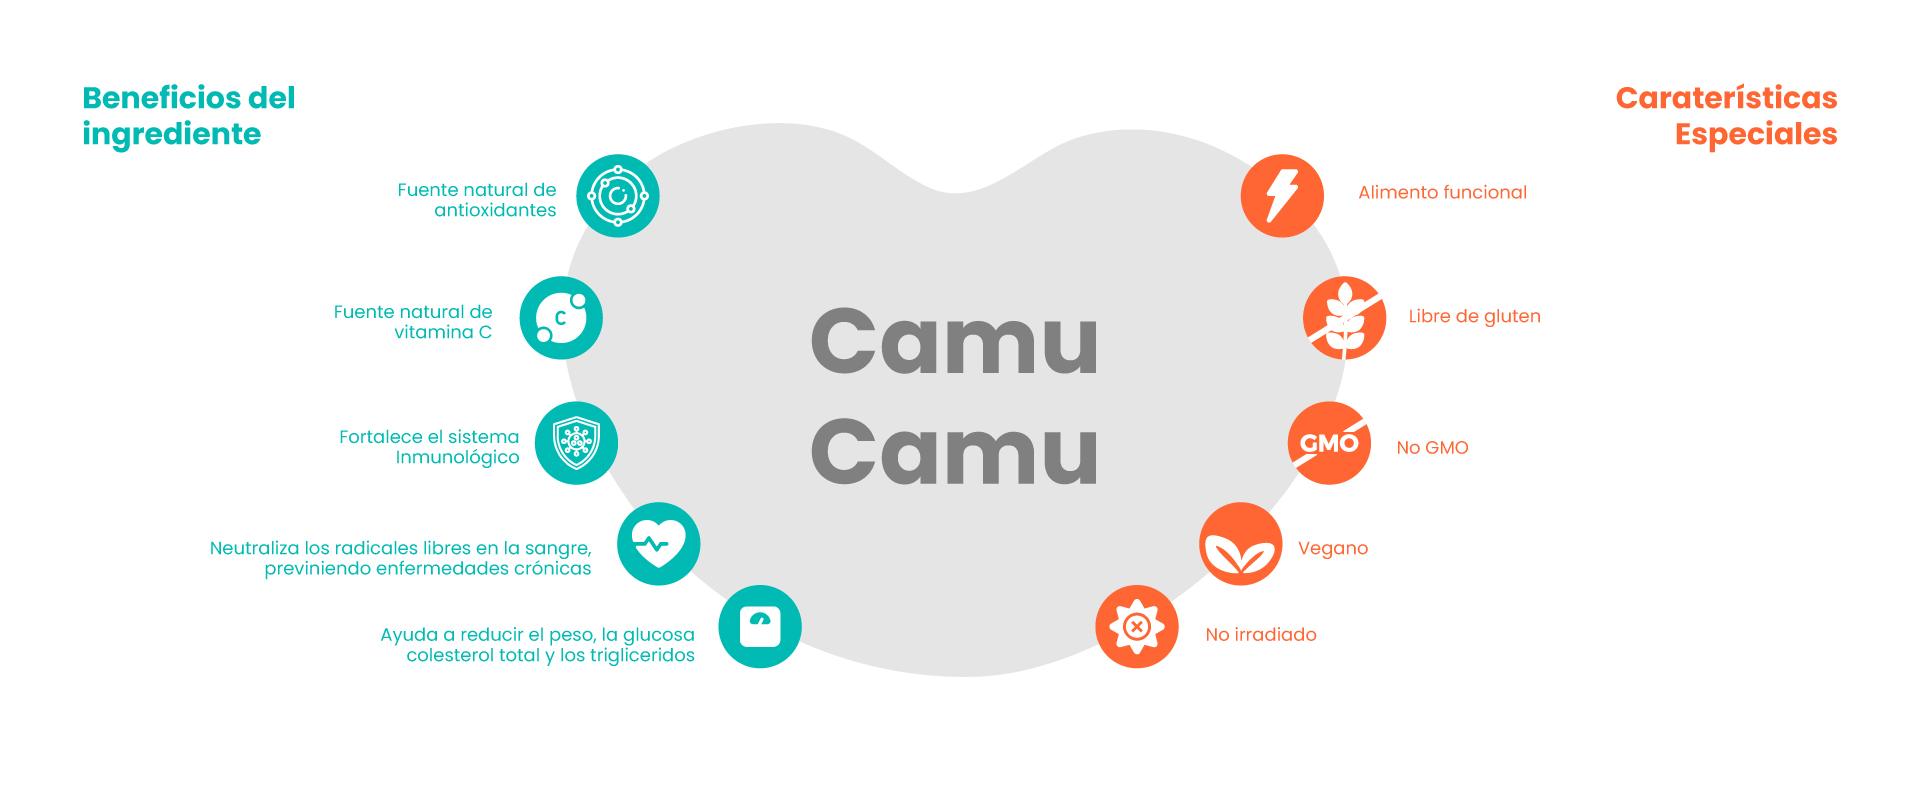 Beneficios del
ingrediente
Fuente natural de
antioxidantes
Fuente natural de
vitamina C
C
Fortalece el sistema
Inmunológico
Neutraliza los radicales libres en la sangre,
previniendo enfermedades crónicas
Ayuda a reducir el peso, la glucosa
colesterol total y los trigliceridos
Camu
Camu
Caraterísticas
Especiales
Alimento funcional
Libre de gluten
GMO
No GMO
Vegano
No irradiado